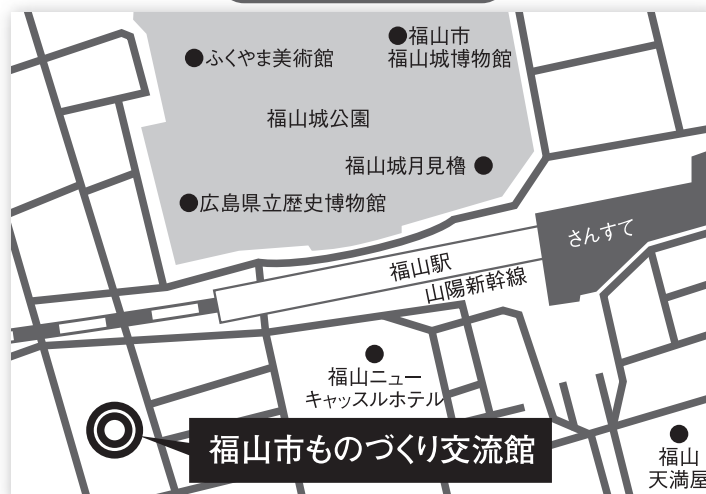 ●福山市
福山城博物館
●ふくやま美術館
福山城公園
福山城月見櫓●
●広島県立歴史博物館
さんすて
福山駅
山陽新幹線
福山ニュー
キャッスルホテル
福山市ものづくり交流館
福山
天満屋